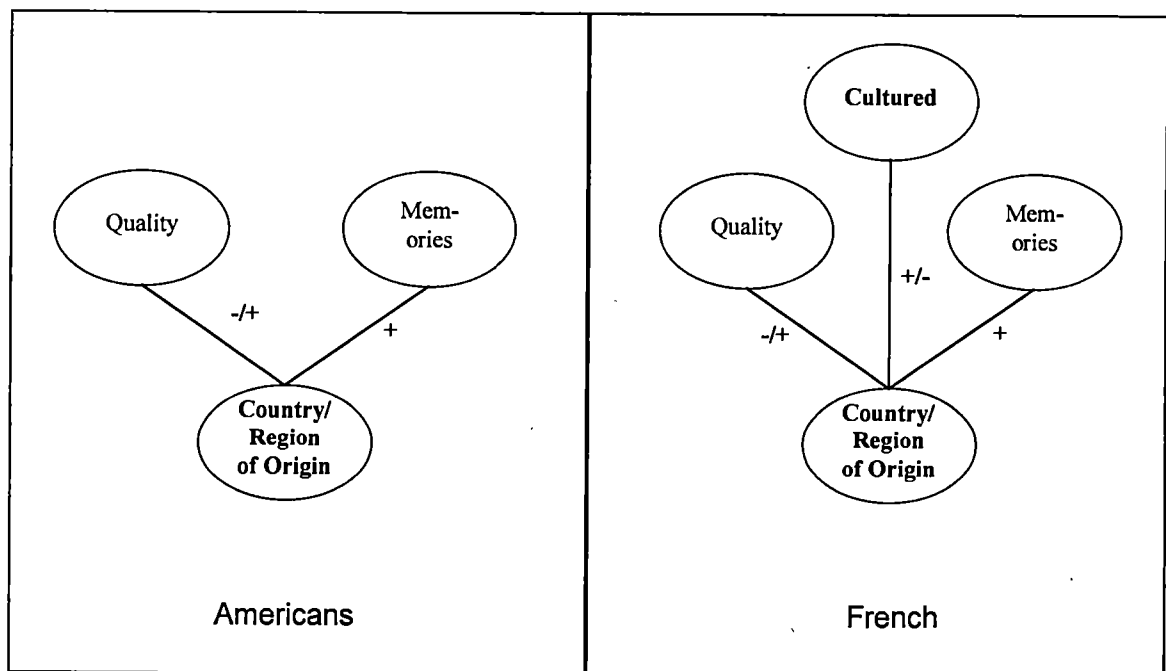 Quality
Mem-
ories
-/+
+
Country/
Region
of Origin
Americans
Cultured
Quality
Mem-
ories
+/-
-/+
+
Country/
Region
of Origin
French